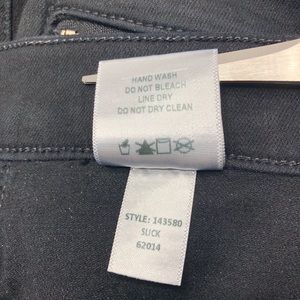 HAND WASH
DO NOT BLEACH
LINE DRY
DO NOT DRY CLEAN
STYLE: 143580
SLICK
62014